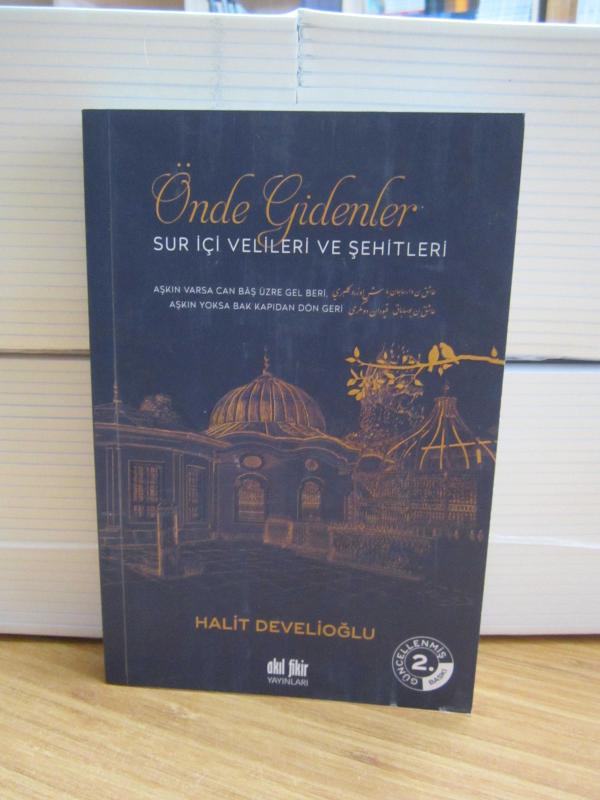 Önde Gidenler
SUR İÇİ VELİLERİ VE ŞEHİTLERİ
AŞKIN VARSA CAN BÂŞ ÜZRE GEL BERİ,
AŞKIN YOKSA BAK KAPIDAN DÖN GERİ
HALİT DEVELİOĞLU
akıl fikir
YAYINLARI
GÜNCELLENMİŞ
2.
BASKI